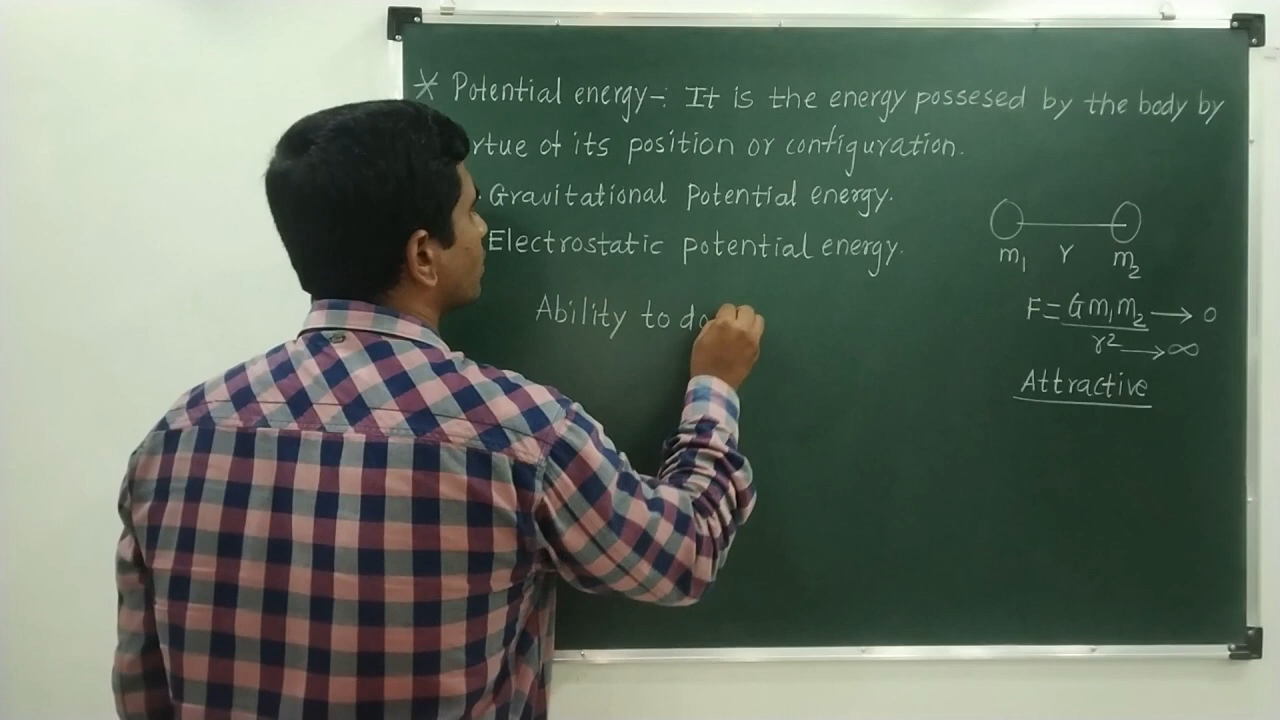 * Potential energy-: It is the energy possesed by the body by
rtue of its position or configuration.
Gravitational potential energy.
Electrostatic potential energy.
Ability to do
m₁ r m₂
F = Gm₁m₂ → 0
r² → ∞
Attractive